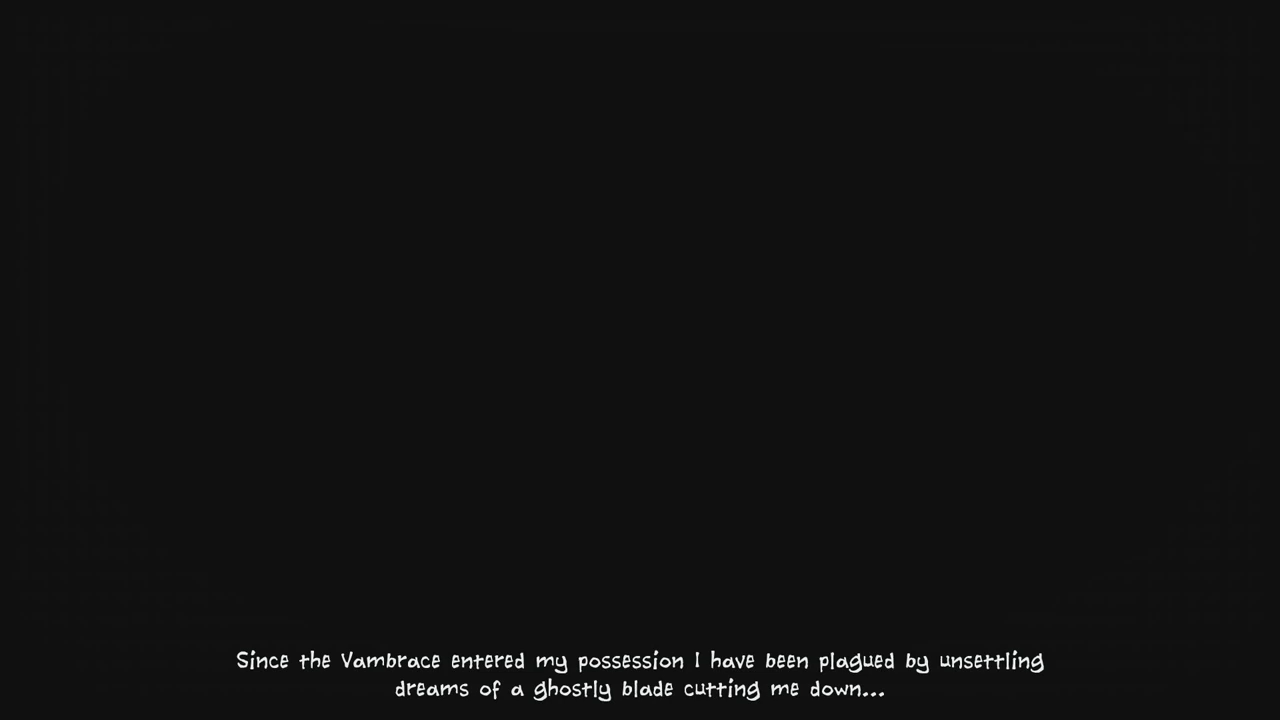 Since the Vambrace entered my possession I have been plagued by unsettling
dreams of a ghostly blade cutting me down...